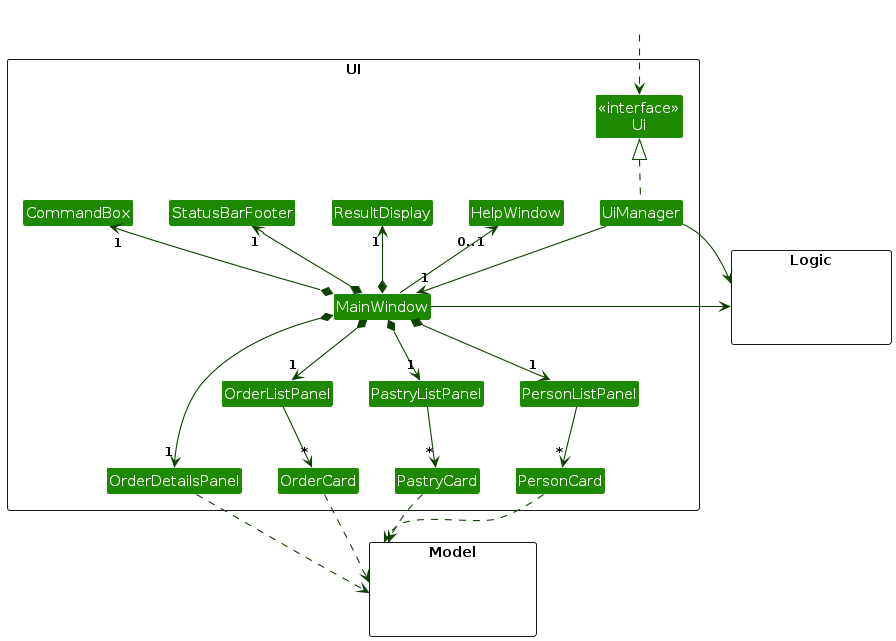 UI
«interface»
Ui
CommandBox
StatusBarFooter
ResultDisplay
HelpWindow
UiManager
1
1
1
0..1
Logic
1
MainWindow
1
1
1
OrderListPanel
PastryListPanel
PersonListPanel
1
*
*
*
OrderDetailsPanel
OrderCard
PastryCard
PersonCard
Model